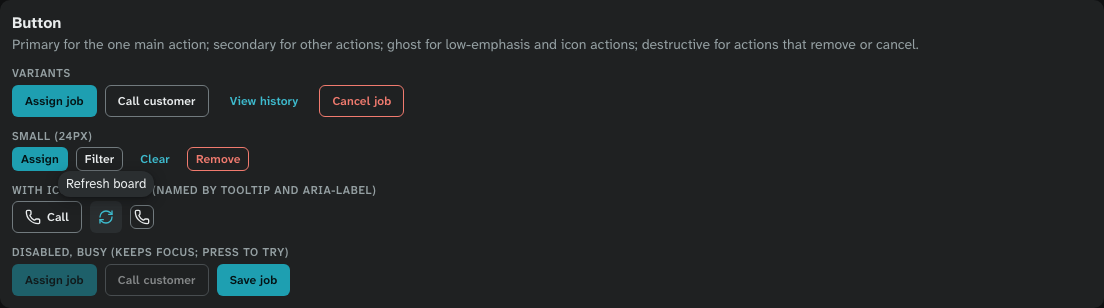 Button
Primary for the one main action; secondary for other actions; ghost for low-emphasis and icon actions; destructive for actions that remove or cancel.
VARIANTS
Assign job Call customer View history Cancel job
SMALL (24PX)
Assign Filter Clear Remove
Refresh board
WITH (NAMED BY TOOLTIP AND ARIA-LABEL)
Call
DISABLED, BUSY (KEEPS FOCUS; PRESS TO TRY)
Assign job Call customer Save job